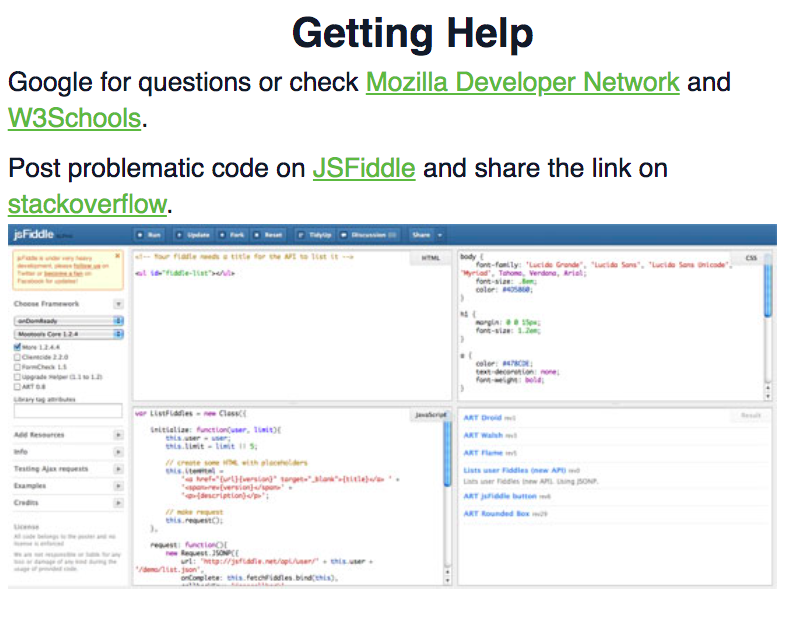 Getting Help
Google for questions or check Mozilla Developer Network and
W3Schools.
Post problematic code on JSFiddle and share the link on
stackoverflow.
jsFiddle
Run Update Fork Reset TidyUp Discussion Share
jsFiddle is under very heavy
development, please follow us on
Twitter or become a fan on
Facebook for updates!
Choose Framework
onDomReady
Mootools Core 1.2.4
More 1.2.4.4
Clientcide 2.2.0
FormCheck 1.5
Upgrade Helper (1.1 to 1.2)
ART 0.8
Library tag attributes
Add Resources
Info
Testing Ajax requests
Examples
Credits
License
All code belongs to the poster and no
license is enforced.
We are not responsible or liable for any
loss or damage of any kind during the
usage of provided code.
HTML
<!-- Your fiddle needs a title for the API to list it -->
<ul id="fiddle-list"></ul>
CSS
body {
font-family: "Lucida Grande", "Lucida Sans", "Lucida Sans Unicode",
"Myriad", Tahoma, Verdana, Arial;
font-size: .8em;
color: #4D5860;
}
h1 {
margin: 0 0 15px;
font-size: 1.2em;
}
a {
color: #478CDE;
text-decoration: none;
font-weight: bold;
}
JavaScript
var ListFiddles = new Class({
initialize: function(user, limit){
this.user = user;
this.limit = limit || 5;
// create some HTML with placeholders
this.itemHtml =
'<a href="{url}{version}" target="_blank">{title}</a> ' +
'<span>rev{version}</span>' +
'<p>{description}</p>';
// make request
this.request();
},
request: function(){
new Request.JSONP({
url: 'http://jsfiddle.net/api/user/' + this.user +
'/demo/list.json',
onComplete: this.fetchFiddles.bind(this),
Result
ART Droid
ART Walsh
ART Flame
Lists user Fiddles (new API) rev0
Lists user Fiddles (new API). Using JSONP.
ART jsFiddle button rev6
ART Rounded Box rev29